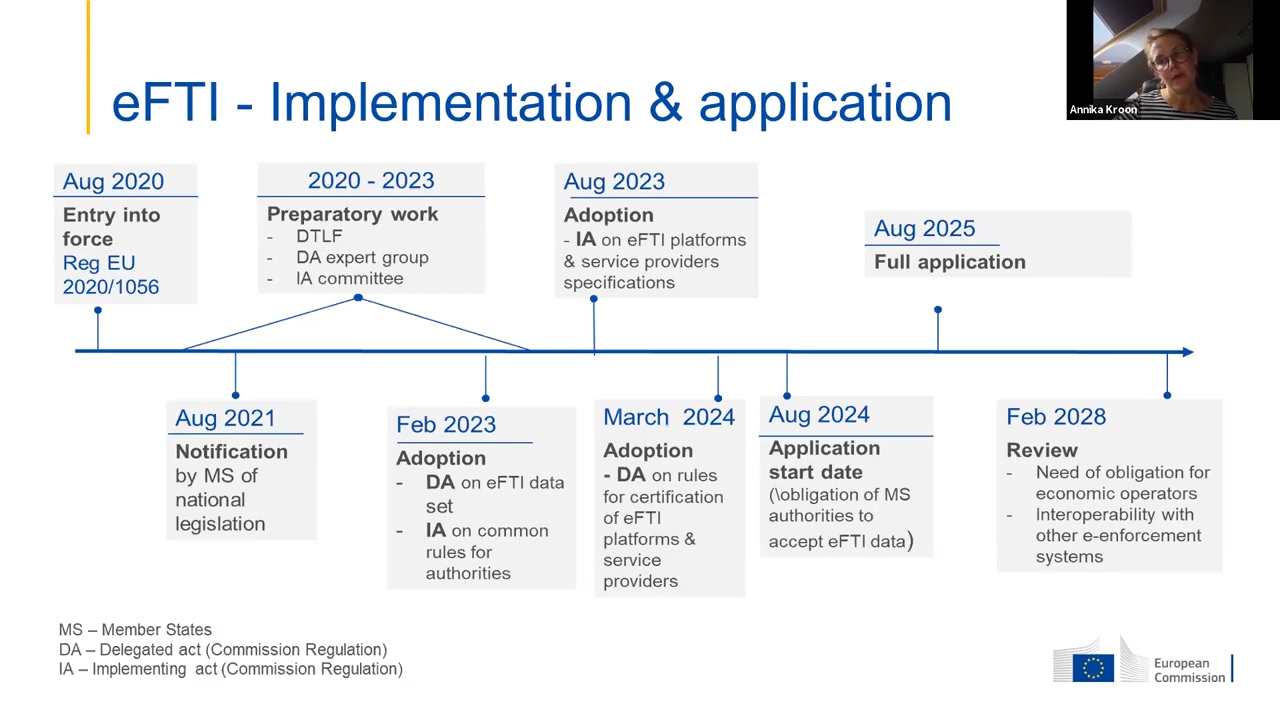 eFTI - Implementation & application
Annika Kroon
Aug 2020
Entry into
force
Reg EU
2020/1056
2020 - 2023
Preparatory work
- DTLF
- DA expert group
- IA committee
Aug 2023
Adoption
- IA on eFTI platforms
& service providers
specifications
Aug 2025
Full application
Aug 2021
Notification
by MS of
national
legislation
Feb 2023
Adoption
- DA on eFTI data
set
- IA on common
rules for
authorities
March 2024
Adoption
- DA on rules
for certification
of eFTI
platforms &
service
providers
Aug 2024
Application
start date
(\obligation of MS
authorities to
accept eFTI data)
Feb 2028
Review
- Need of obligation for
economic operators
- Interoperability with
other e-enforcement
systems
MS – Member States
DA – Delegated act (Commission Regulation)
IA – Implementing act (Commission Regulation)
European
Commission